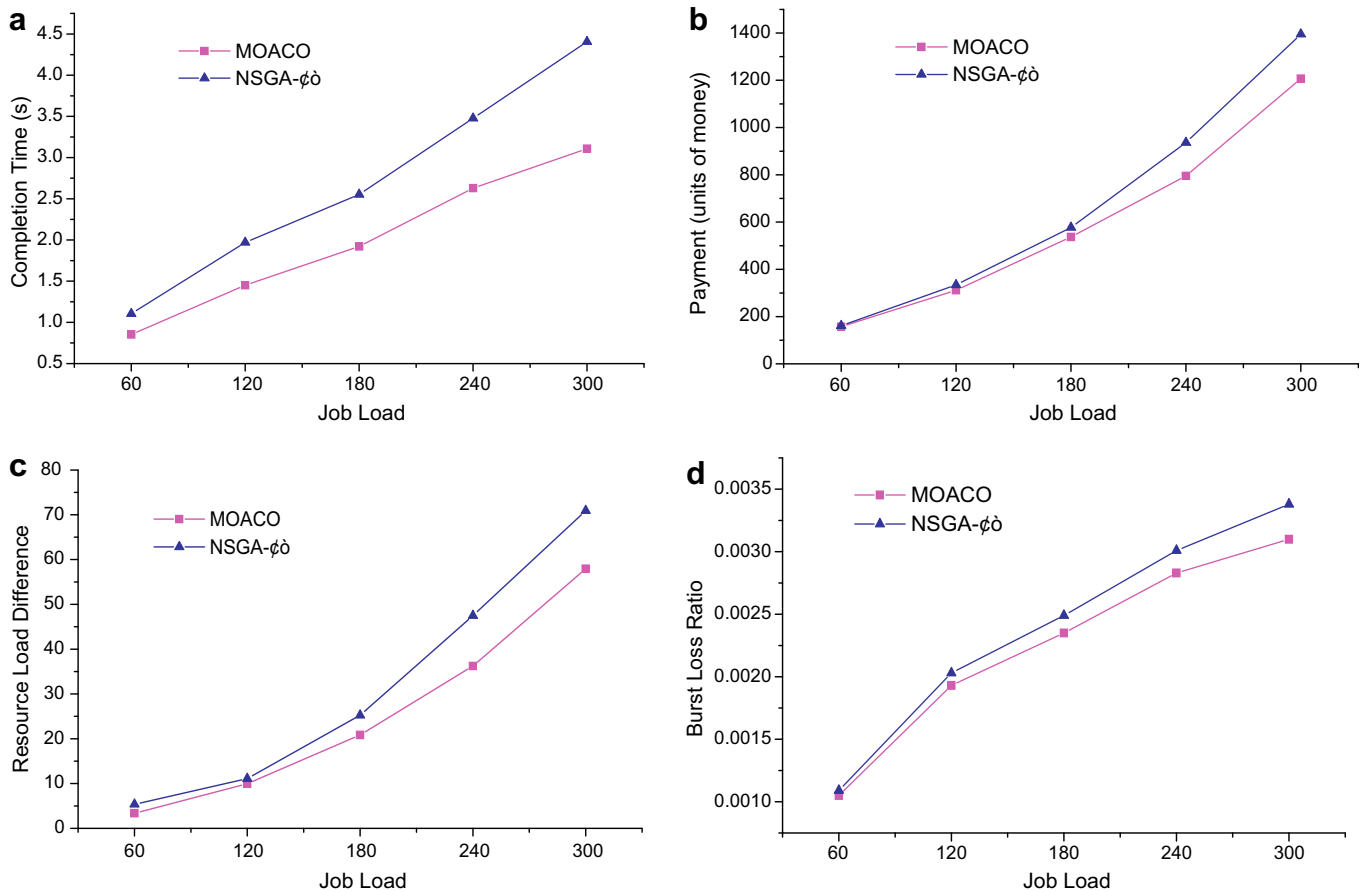 a
4.5
4.0
3.5
3.0
2.5
2.0
1.5
1.0
0.5
Completion Time (s)
MOACO
NSGA-¢ò
60 120 180 240 300
Job Load
b
1400
1200
1000
800
600
400
200
0
Payment (units of money)
MOACO
NSGA-¢ò
60 120 180 240 300
Job Load
c
80
70
60
50
40
30
20
10
0
Resource Load Difference
MOACO
NSGA-¢ò
60 120 180 240 300
Job Load
d
0.0035
0.0030
0.0025
0.0020
0.0015
0.0010
Burst Loss Ratio
MOACO
NSGA-¢ò
60 120 180 240 300
Job Load